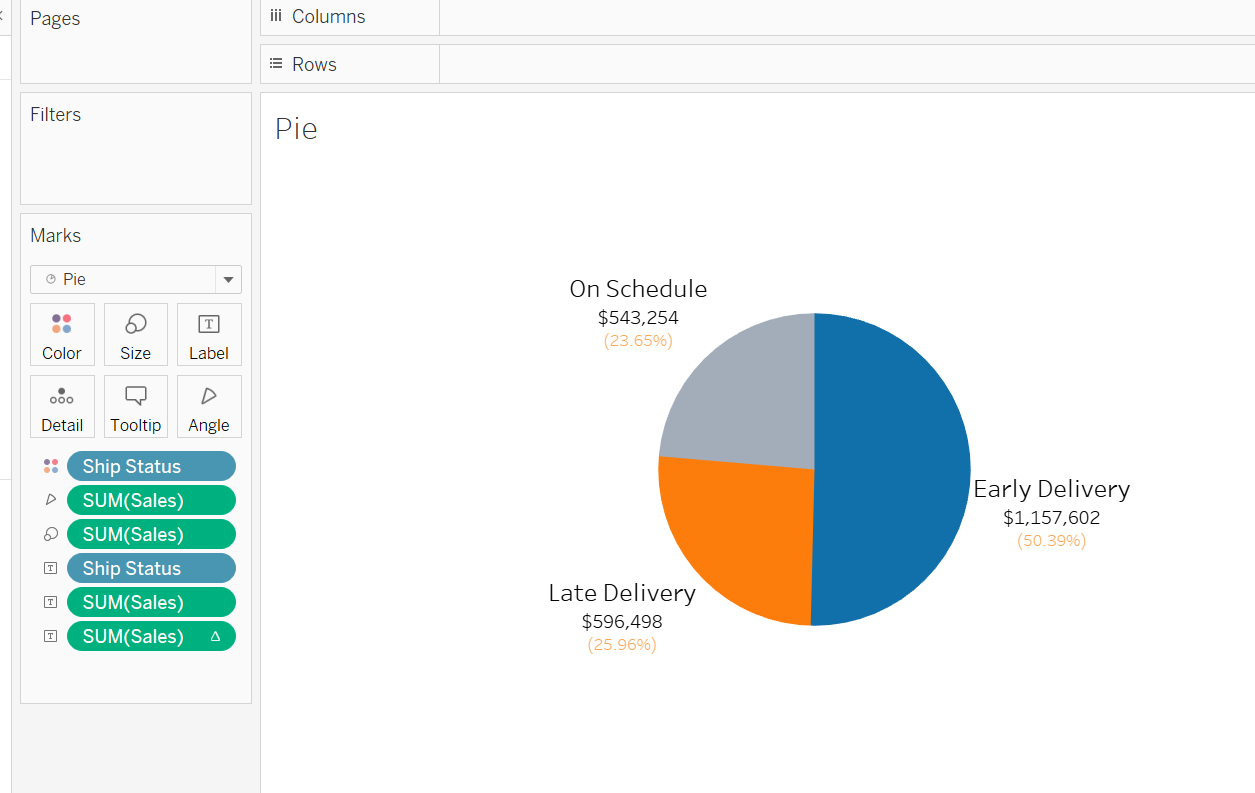 Pages
Columns
Rows
Filters
Marks
Pie
Color
Size
T
Label
Detail
Tooltip
Angle
Ship Status
SUM(Sales)
SUM(Sales)
T
Ship Status
T
SUM(Sales)
T
SUM(Sales) Δ
Pie
On Schedule
$543,254
(23.65%)
Early Delivery
$1,157,602
(50.39%)
Late Delivery
$596,498
(25.96%)